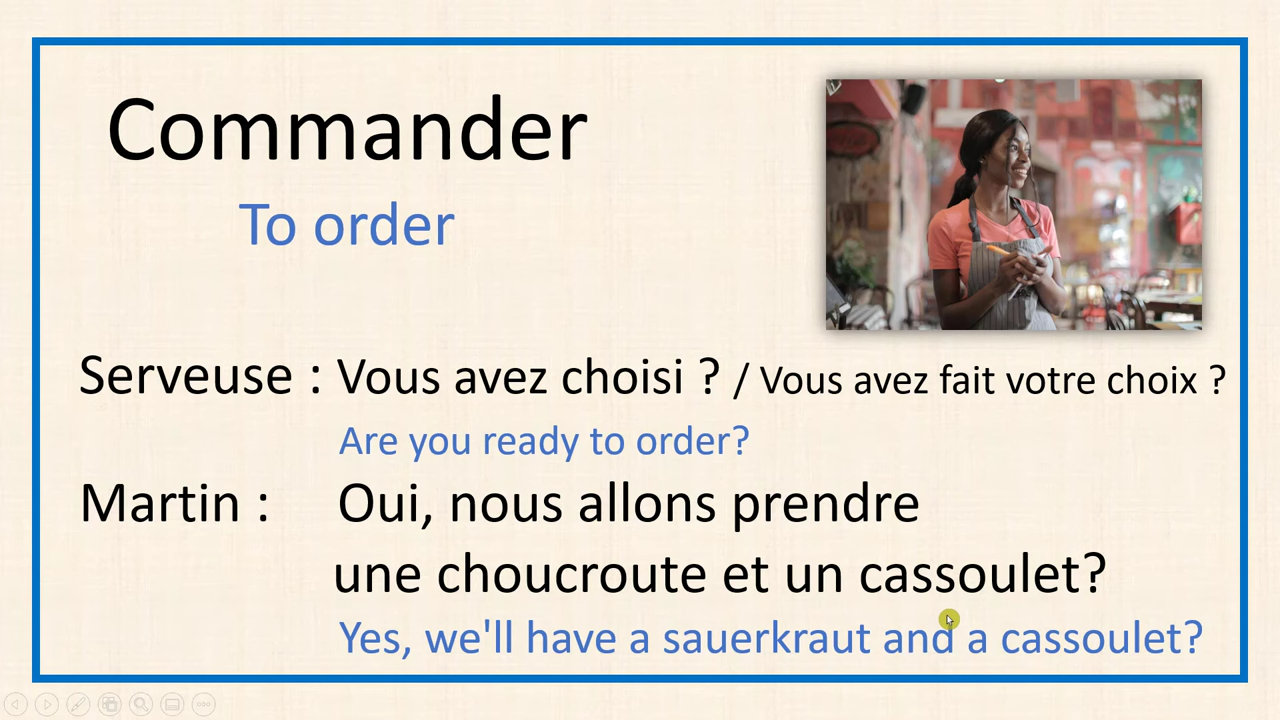 Commander
To order
Serveuse : Vous avez choisi ? / Vous avez fait votre choix ?
Are you ready to order?
Martin : Oui, nous allons prendre
une choucroute et un cassoulet?
Yes, we'll have a sauerkraut and a cassoulet?